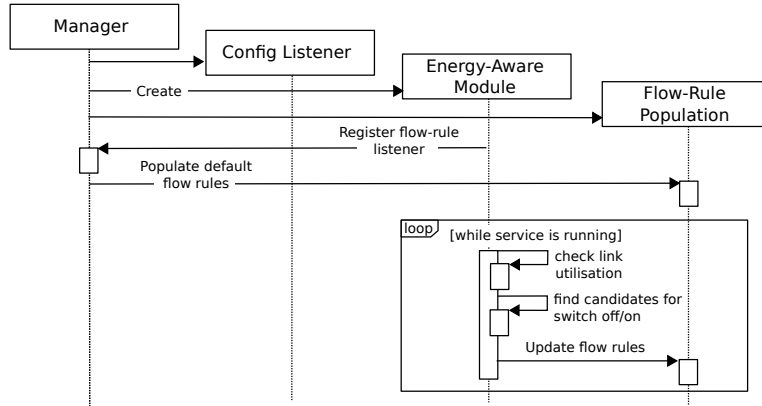 Manager
Config Listener
Energy-Aware
Module
Flow-Rule
Population
Create
Register flow-rule
listener
Populate default
flow rules
loop
[while service is running]
check link
utilisation
find candidates for
switch off/on
Update flow rules